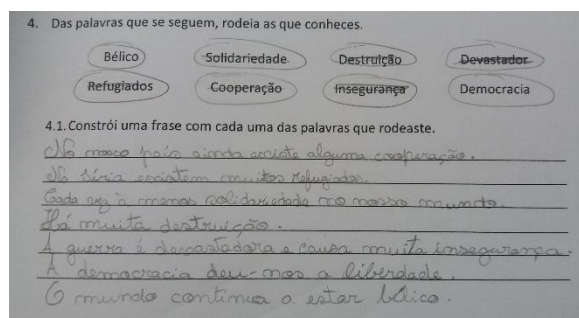 4. Das palavras que se seguem, rodeia as que conheces.
Bélico Solidariedade Destruição Devastador
Refugiados Cooperação Insegurança Democracia
4.1. Constrói uma frase com cada uma das palavras que rodeaste.
No nosso país ainda existe alguma cooperação.
Na Síria existem muitos refugiados.
Cada vez à menos solidariedade no nosso mundo.
Há muita destruição.
A guerra é devastadora e causa muita insegurança.
A democracia deu-nos a liberdade.
O mundo continua a estar bélico.